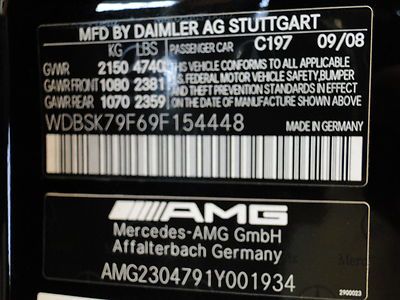 MFD BY DAIMLER AG STUTTGART
KG LBS PASSENGER CAR C197 09/08
GVWR 2150 4740 THIS VEHICLE CONFORMS TO ALL APPLICABLE
GAWR FRONT 1080 2381 U.S. FEDERAL MOTOR VEHICLE SAFETY, BUMPER
GAWR REAR 1070 2359 AND THEFT PREVENTION STANDARDS IN EFFECT ON THE DATE OF MANUFACTURE SHOWN ABOVE.
WDBSK79F69F154448 MADE IN GERMANY
AMG
Mercedes-AMG GmbH
Affalterbach Germany
AMG2304791Y001934
2900023